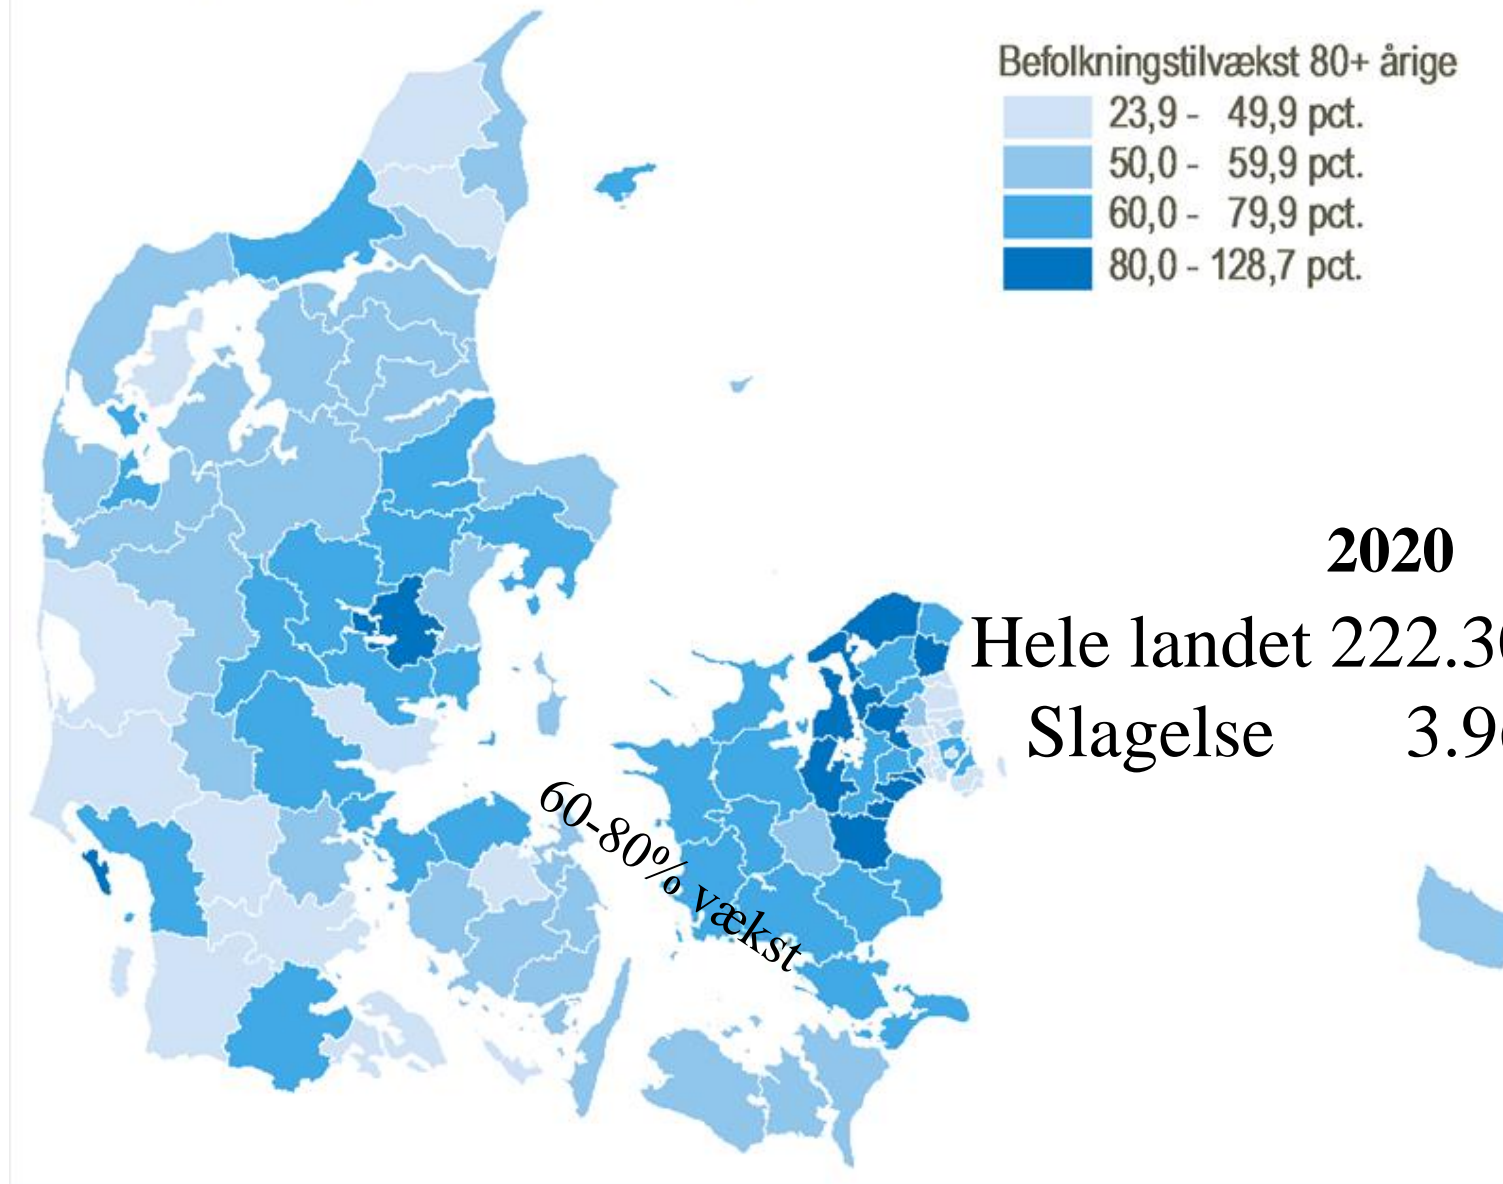 Befolkningstilvækst 80+ årige
23,9 - 49,9 pct.
50,0 - 59,9 pct.
60,0 - 79,9 pct.
80,0 - 128,7 pct.
2020
Hele landet
Slagelse
60-80% vækst